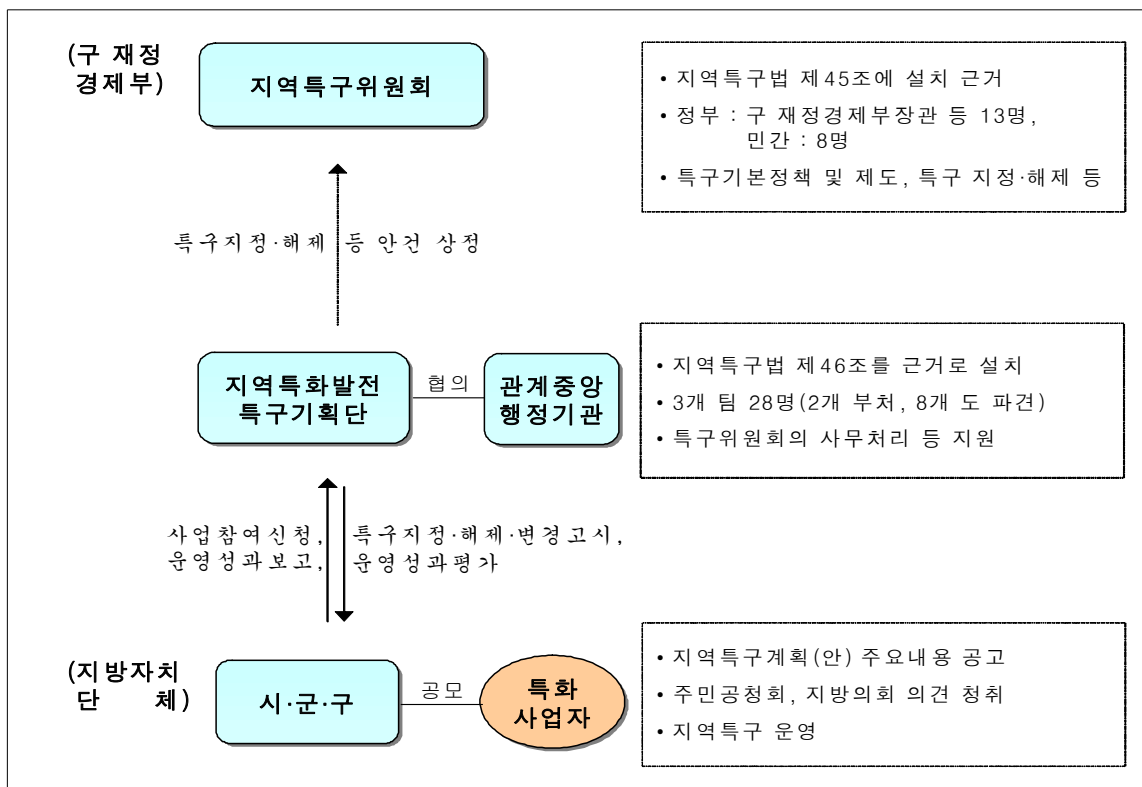 (구 재정
경제부)
지역특구위원회
• 지역특구법 제45조에 설치 근거
• 정부 : 구 재정경제부장관 등 13명,
민간 : 8명
• 특구기본정책 및 제도, 특구 지정·해제 등
특구지정·해제 등 안건 상정
지역특화발전
특구기획단
협의
관계중앙
행정기관
• 지역특구법 제46조를 근거로 설치
• 3개 팀 28명(2개 부처, 8개 도 파견)
• 특구위원회의 사무처리 등 지원
사업참여신청,
운영성과보고,
특구지정·해제·변경고시,
운영성과평가
(지방자치
단 체)
시·군·구
공모
특화
사업자
• 지역특구계획(안) 주요내용 공고
• 주민공청회, 지방의회 의견 청취
• 지역특구 운영